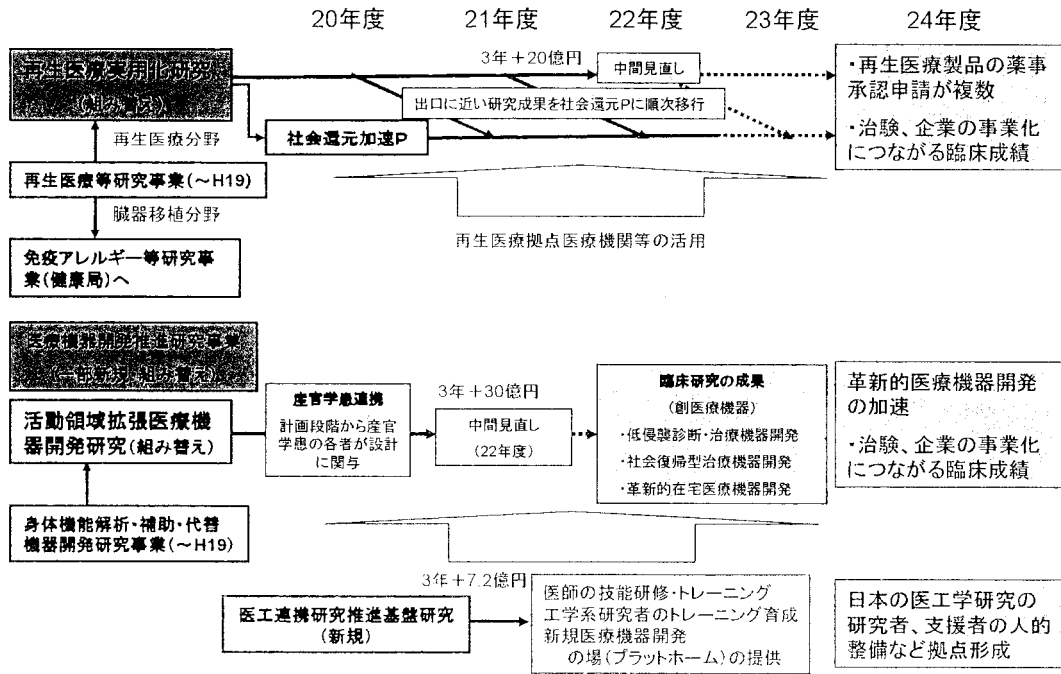 20年度 21年度 22年度 23年度 24年度
再生医療実用化研究
(組み替え)
3年+20億円
中間見直し
出口に近い研究成果を社会還元Pに順次移行
・再生医療製品の薬事
承認申請が複数
・治験、企業の事業化
につながる臨床成績
再生医療分野
社会還元加速P
再生医療等研究事業(~H19)
臓器移植分野
再生医療拠点医療機関等の活用
免疫アレルギー等研究事
業(健康局)へ
医療機器開発推進研究事業
(一部新規・組み替え)
活動領域拡張医療機
器開発研究(組み替え)
産官学患連携
計画段階から産官
学患の各者が設計
に関与
3年+30億円
中間見直し
(22年度)
臨床研究の成果
(創医療機器)
・低侵襲診断・治療機器開発
・社会復帰型治療機器開発
・革新的在宅医療機器開発
革新的医療機器開発
の加速
・治験、企業の事業化
につながる臨床成績
身体機能解析・補助・代替
機器開発研究事業(~H19)
3年+7.2億円
医工連携研究推進基盤研究
(新規)
医師の技能研修・トレーニング
工学系研究者のトレーニング育成
新規医療機器開発
の場(プラットホーム)の提供
日本の医工学研究の
研究者、支援者の人的
整備など拠点形成